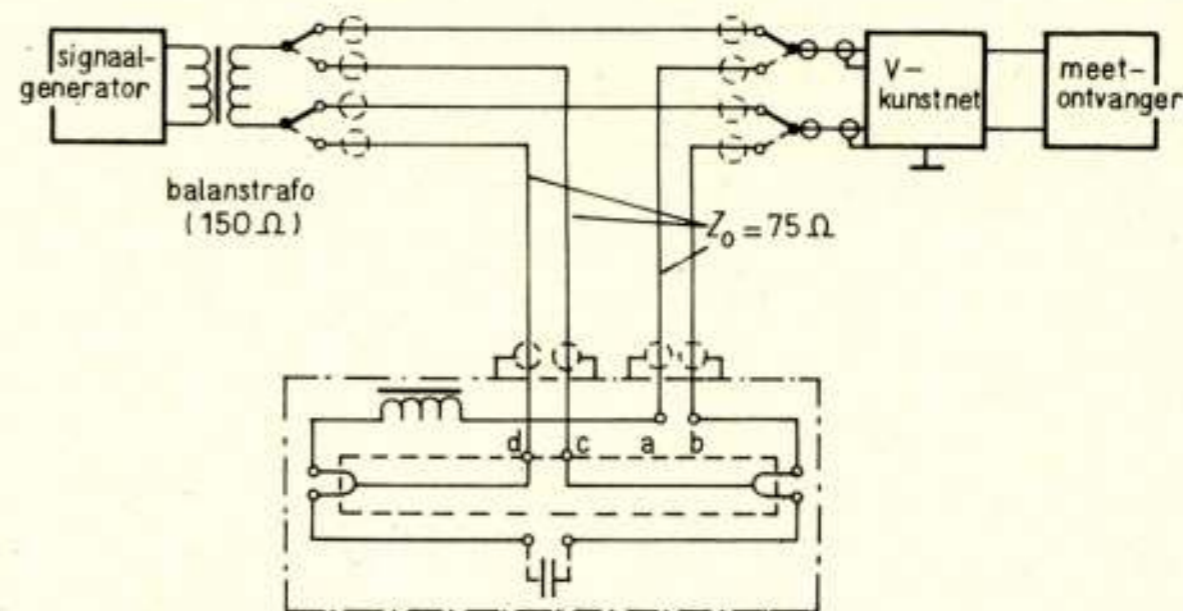 signaal-
generator
balanstrafo
(150 Ω)
V-
kunstnet
meet-
ontvanger
Z₀ = 75 Ω
d
c
a
b